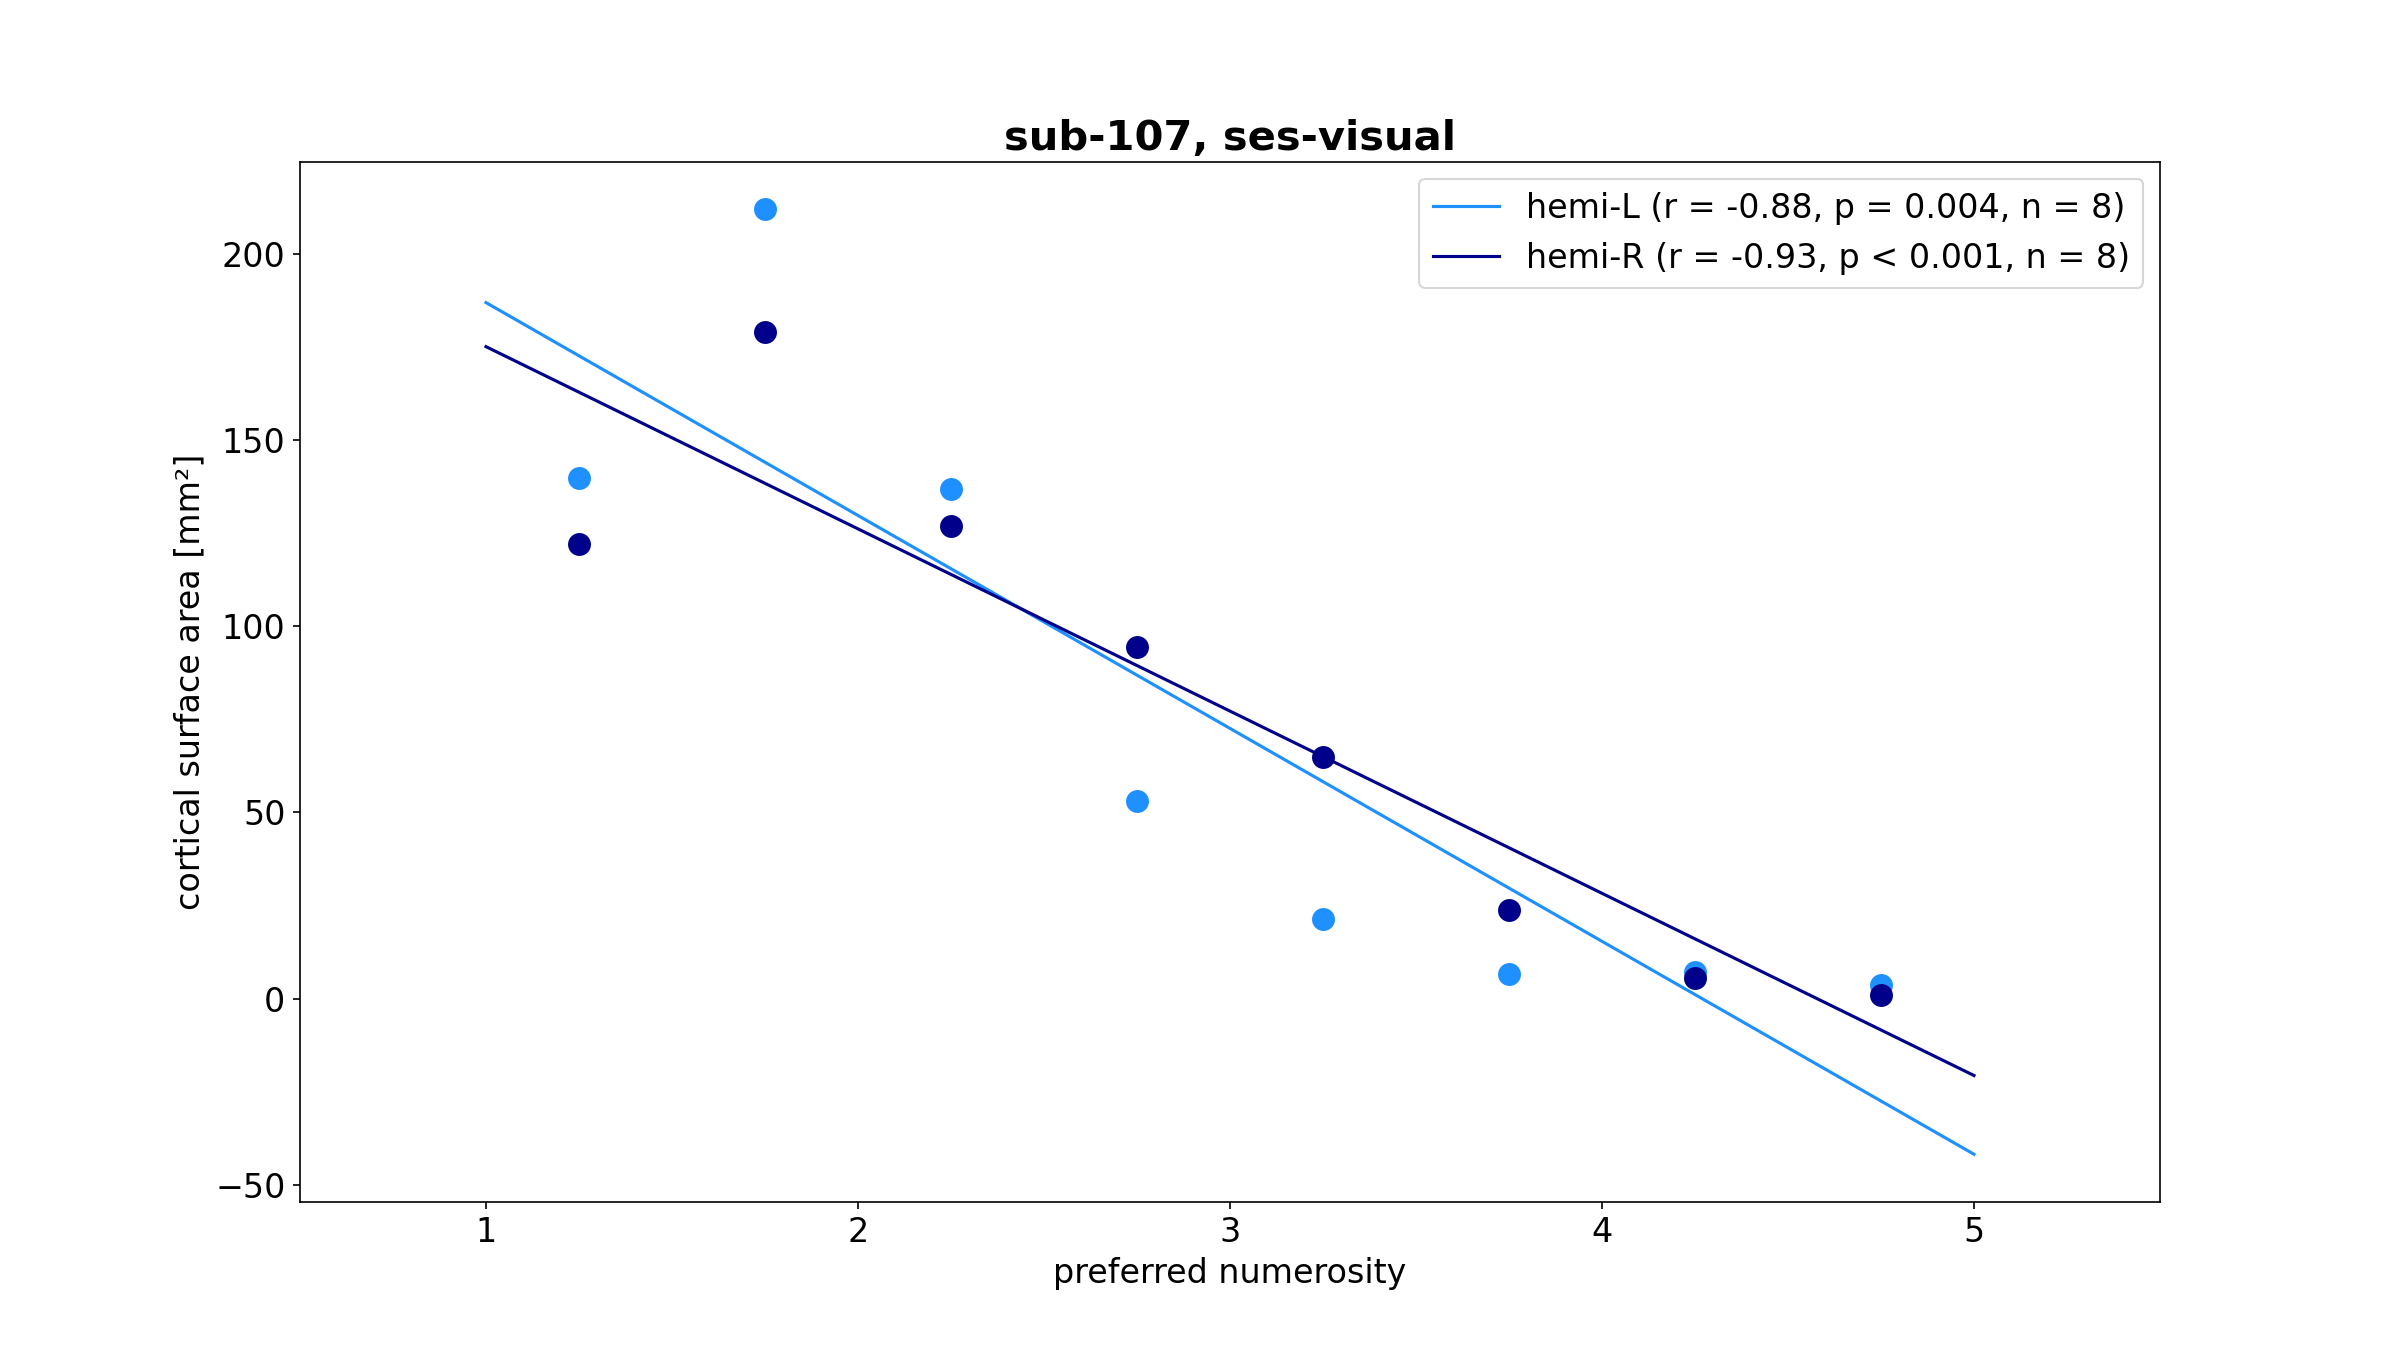 sub-107, ses-visual
hemi-L (r = -0.88, p = 0.004, n = 8)
hemi-R (r = -0.93, p < 0.001, n = 8)
cortical surface area [mm²]
200
150
100
50
0
−50
1 2 3 4 5
preferred numerosity